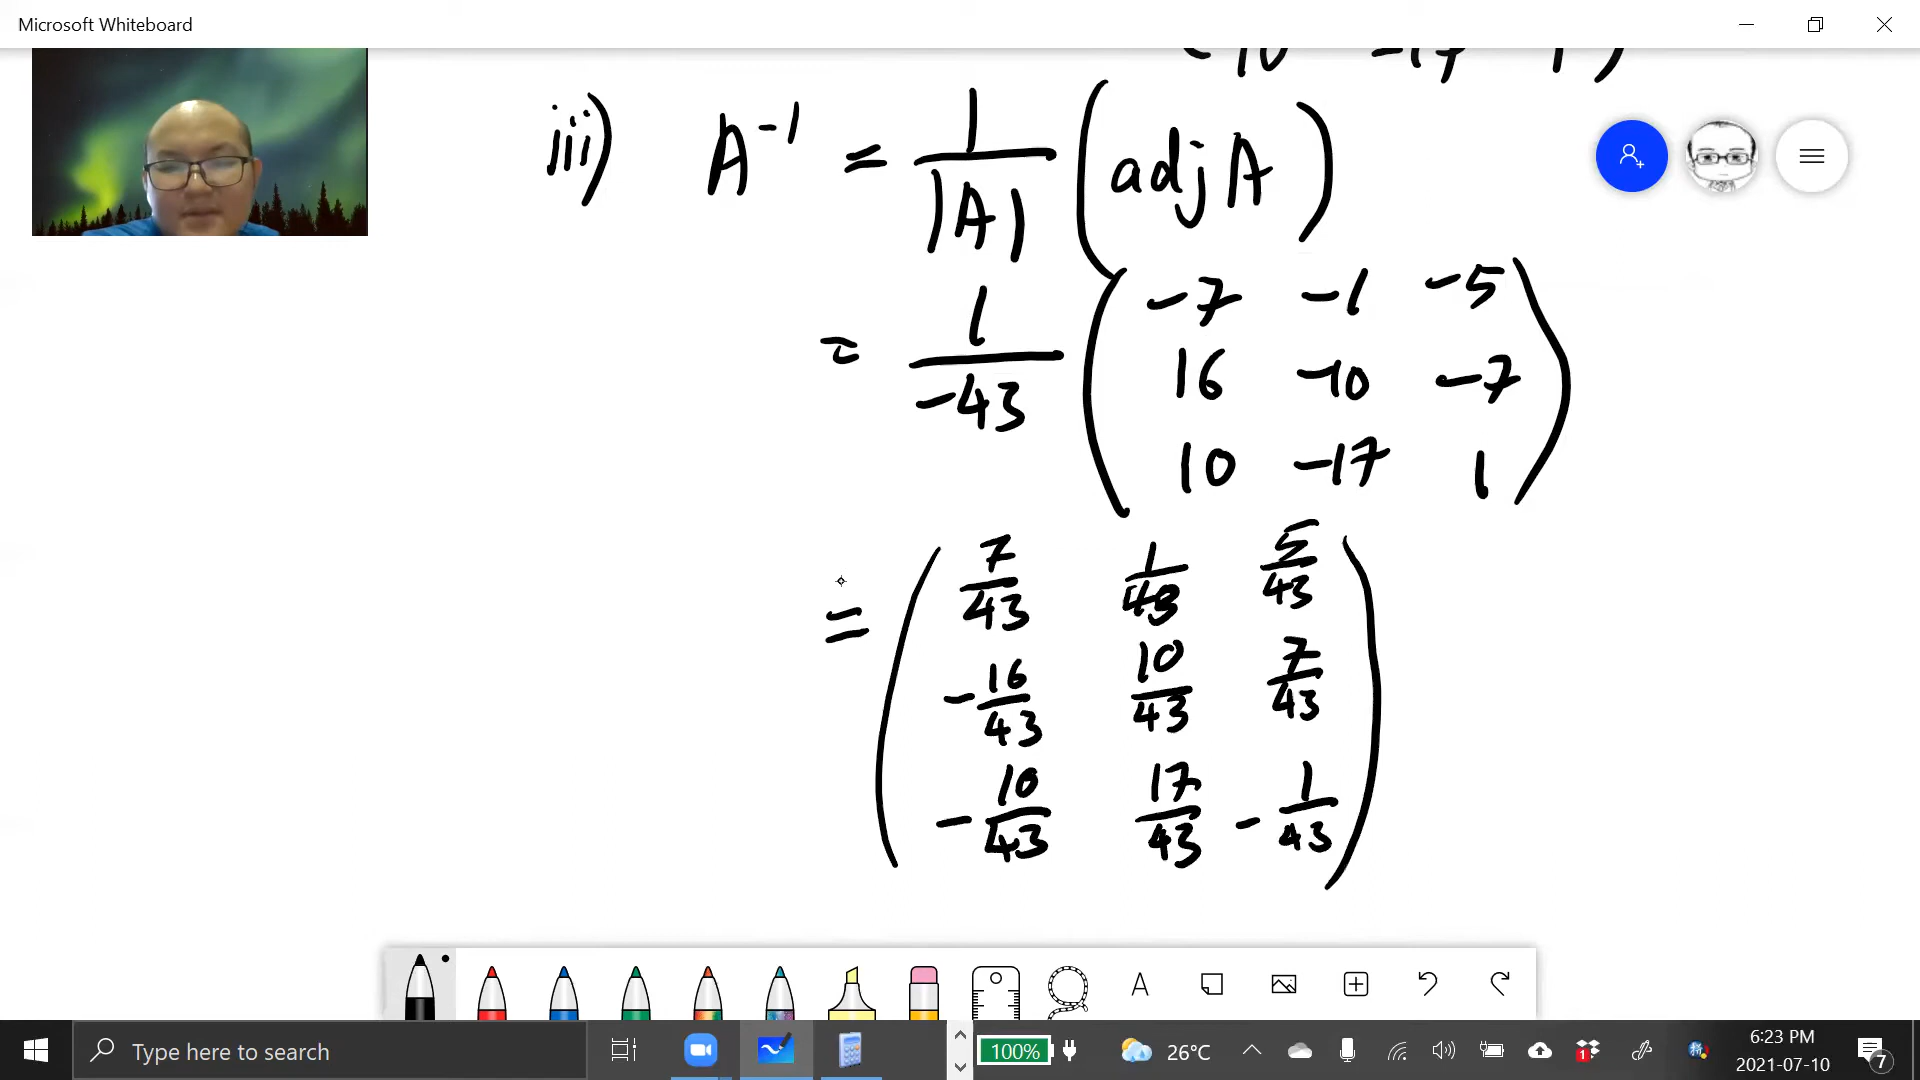 Microsoft Whiteboard
iii) A⁻¹ = 1/|A| (adj A)
= 1/-43 ( -7 -1 -5
16 -10 -7
10 -17 1 )
= ( 7/43 1/43 5/43
-16/43 10/43 7/43
-10/43 17/43 -1/43 )
A
Type here to search
100%
26°C
1
6:23 PM
2021-07-10
7